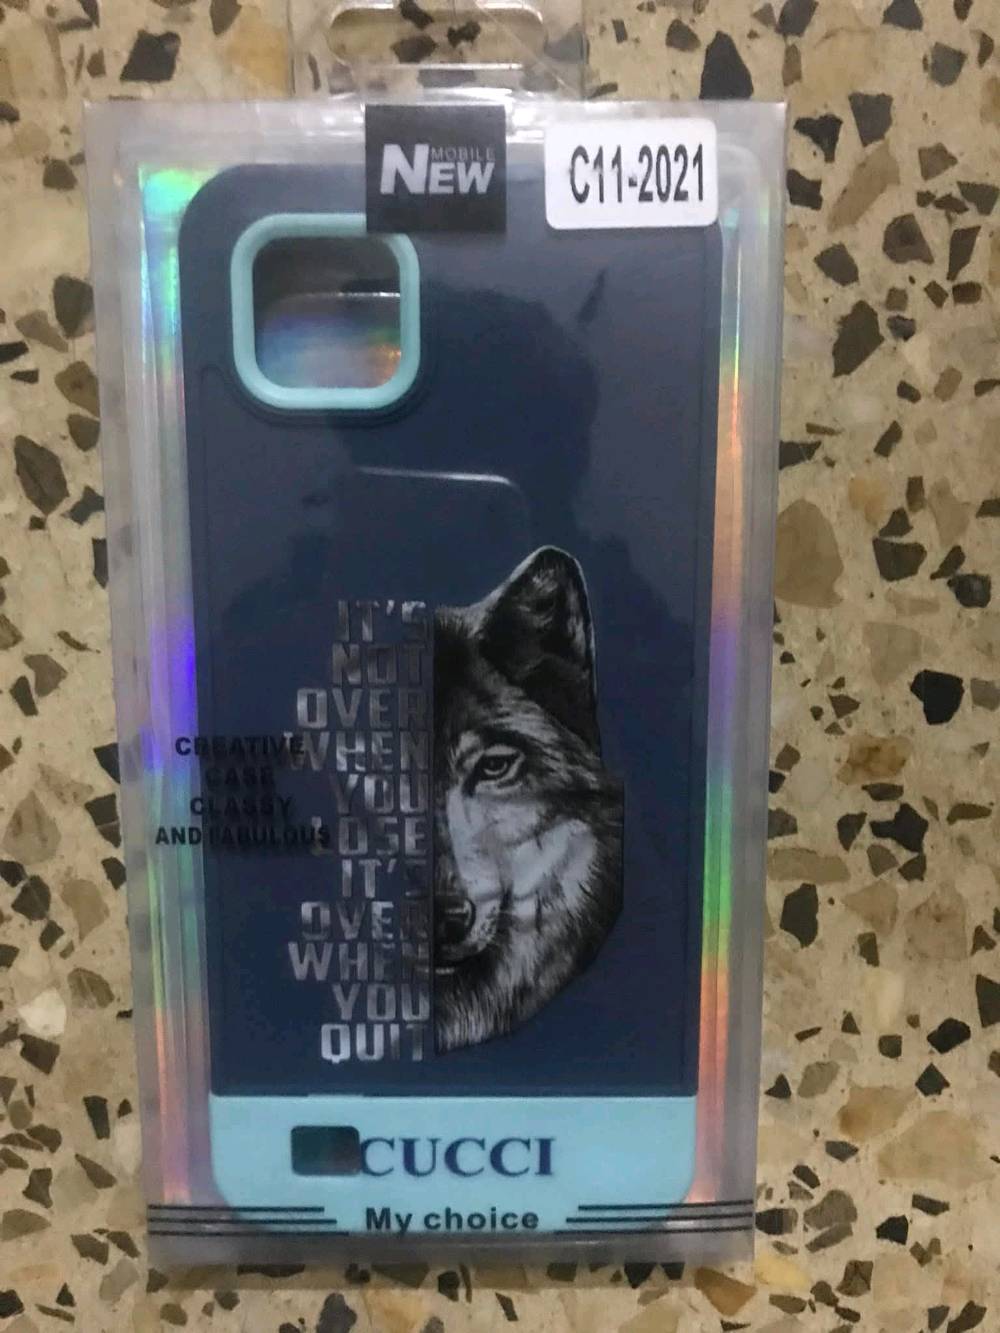 MOBILE
NEW
C11-2021
IT'S
NOT
OVER
WHEN
YOU
LOSE
IT'S
OVER
WHEN
YOU
QUIT
CREATIVE
CASE
CLASSY
AND FABULOUS
CUCCI
My choice